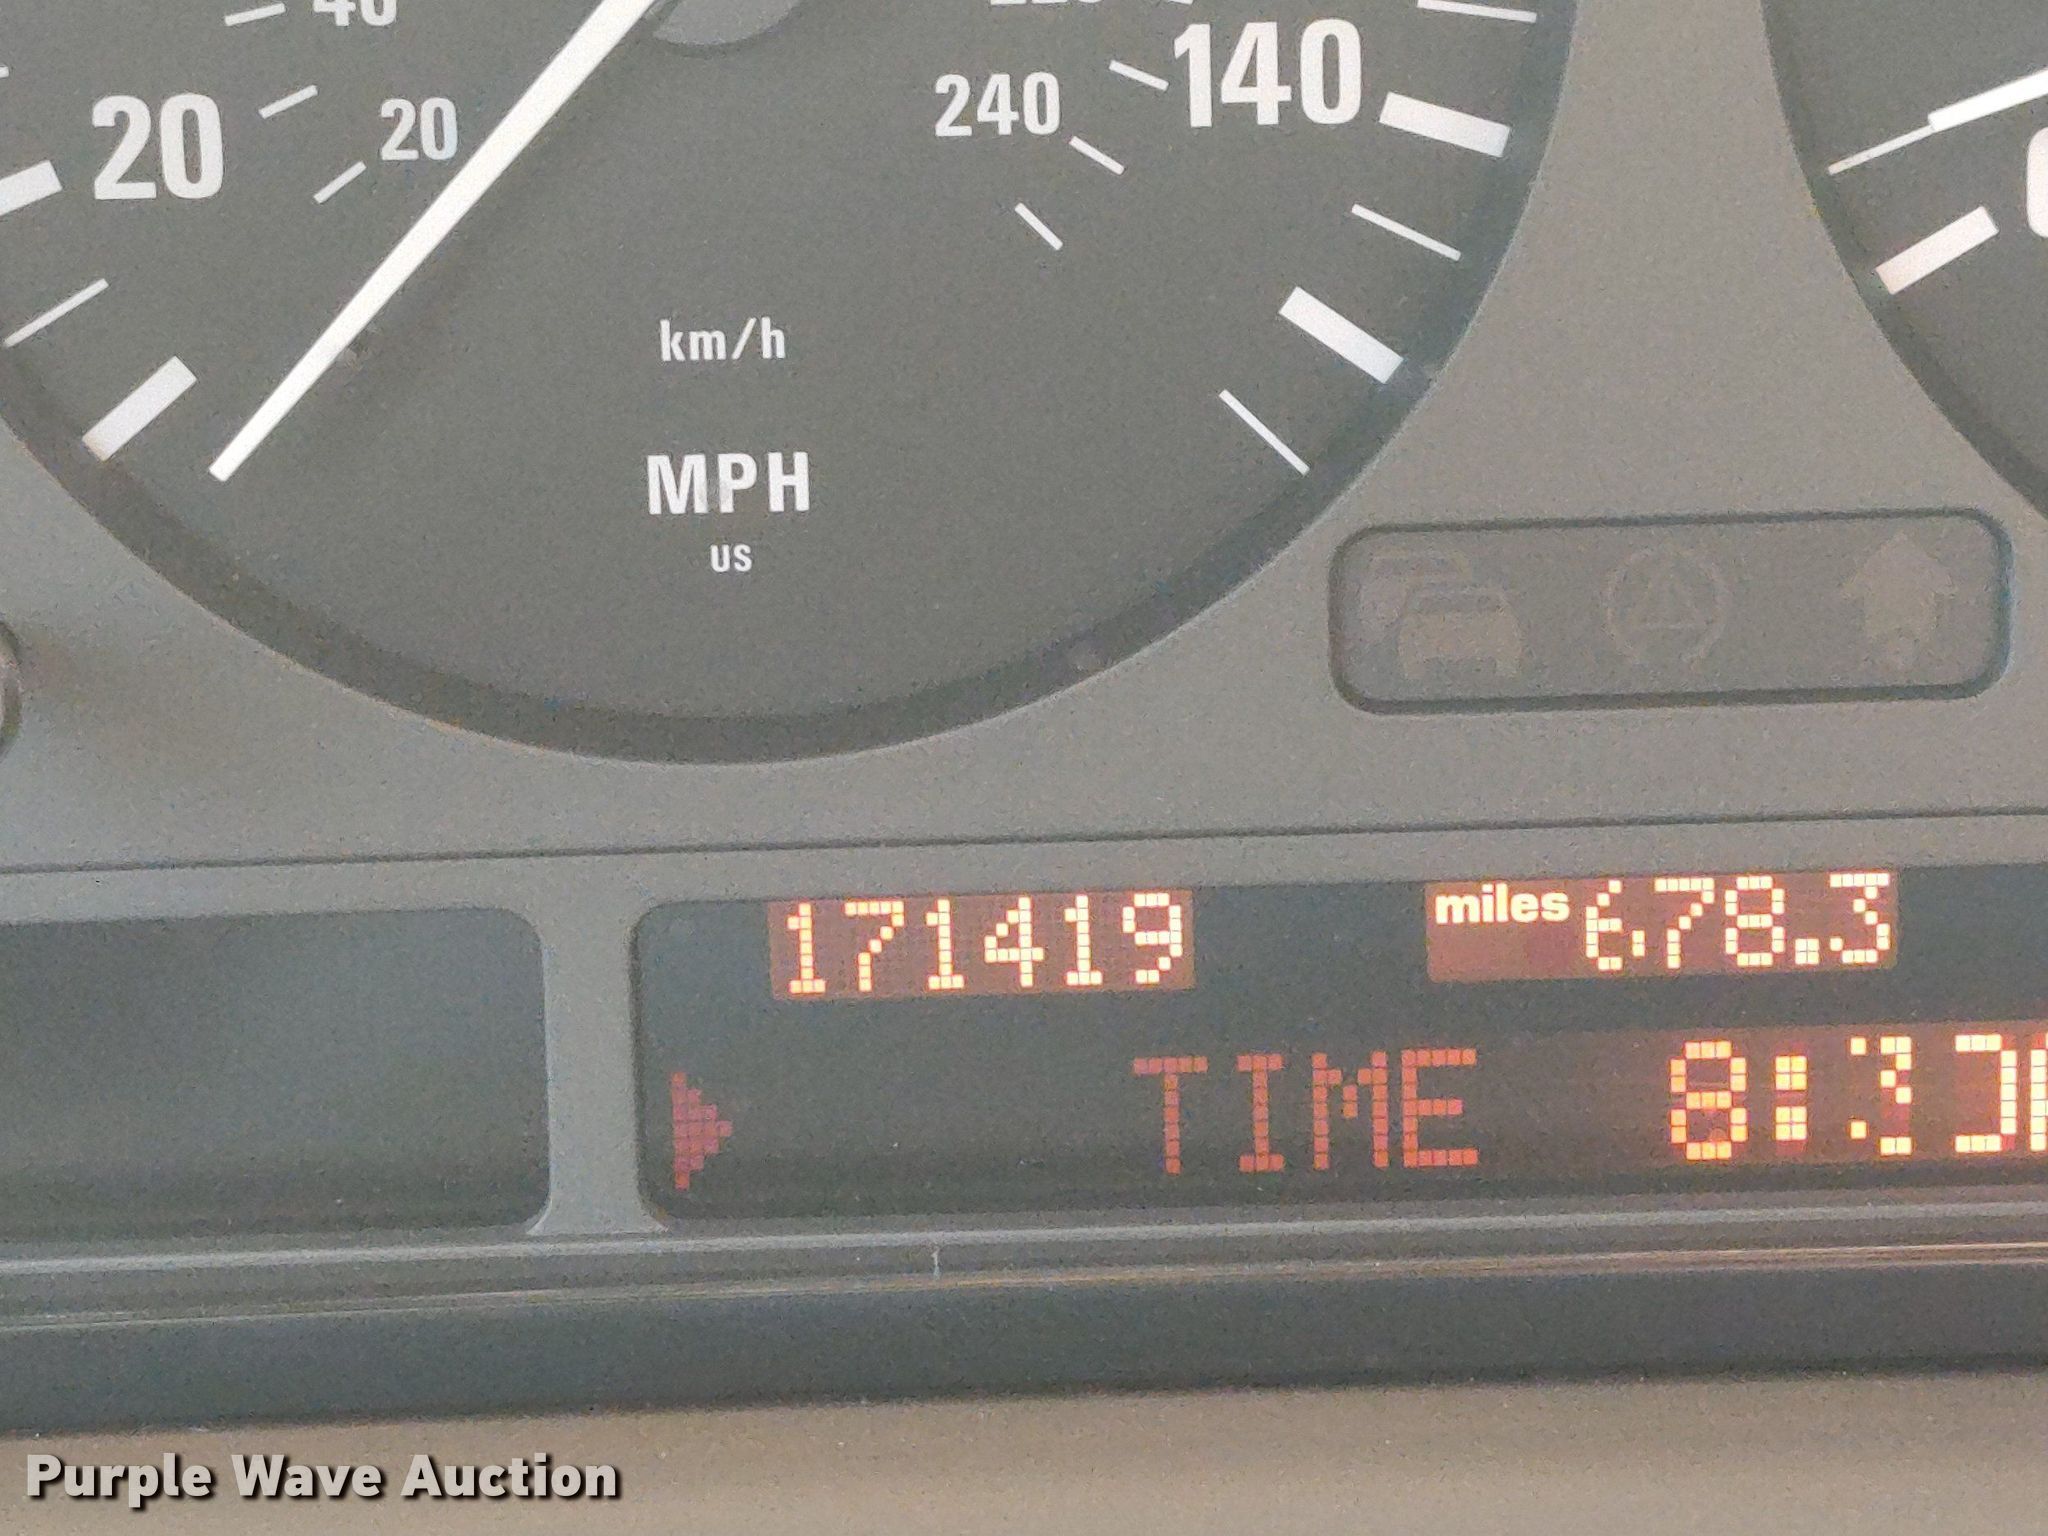 20
20
240
140
km/h
MPH
US
171419
miles 678.3
TIME
Purple Wave Auction